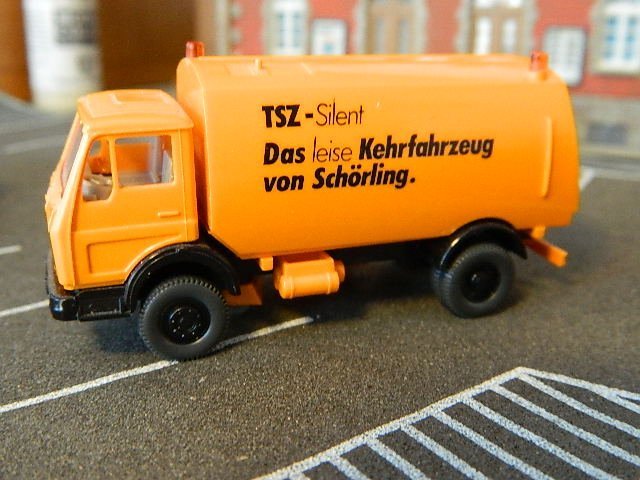 TSZ - Silent
Das leise Kehrfahrzeug
von Schörling.